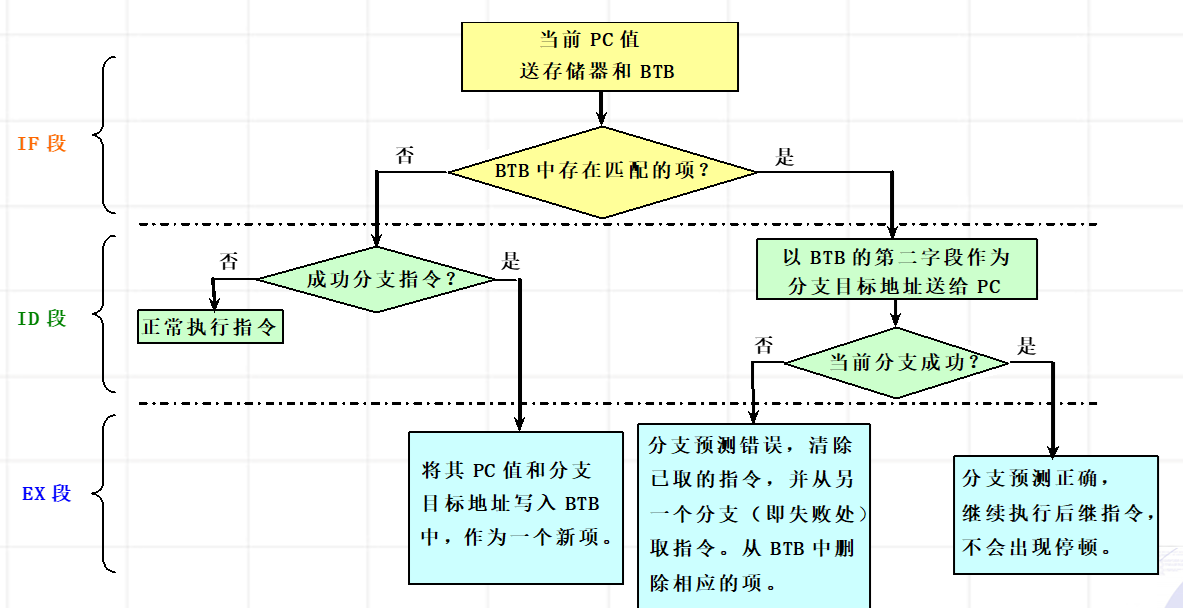 当前 PC 值
送存储器和 BTB
IF 段
否
是
BTB 中存在匹配的项？
否
成功分支指令？
是
以 BTB 的第二字段作为
分支目标地址送给 PC
ID 段
正常执行指令
否
当前分支成功？
是
EX 段
将其 PC 值和分支
目标地址写入 BTB
中，作为一个新项。
分支预测错误，清除
已取的指令，并从另
一个分支（即失败处）
取指令。从 BTB 中删
除相应的项。
分支预测正确，
继续执行后继指令，
不会出现停顿。